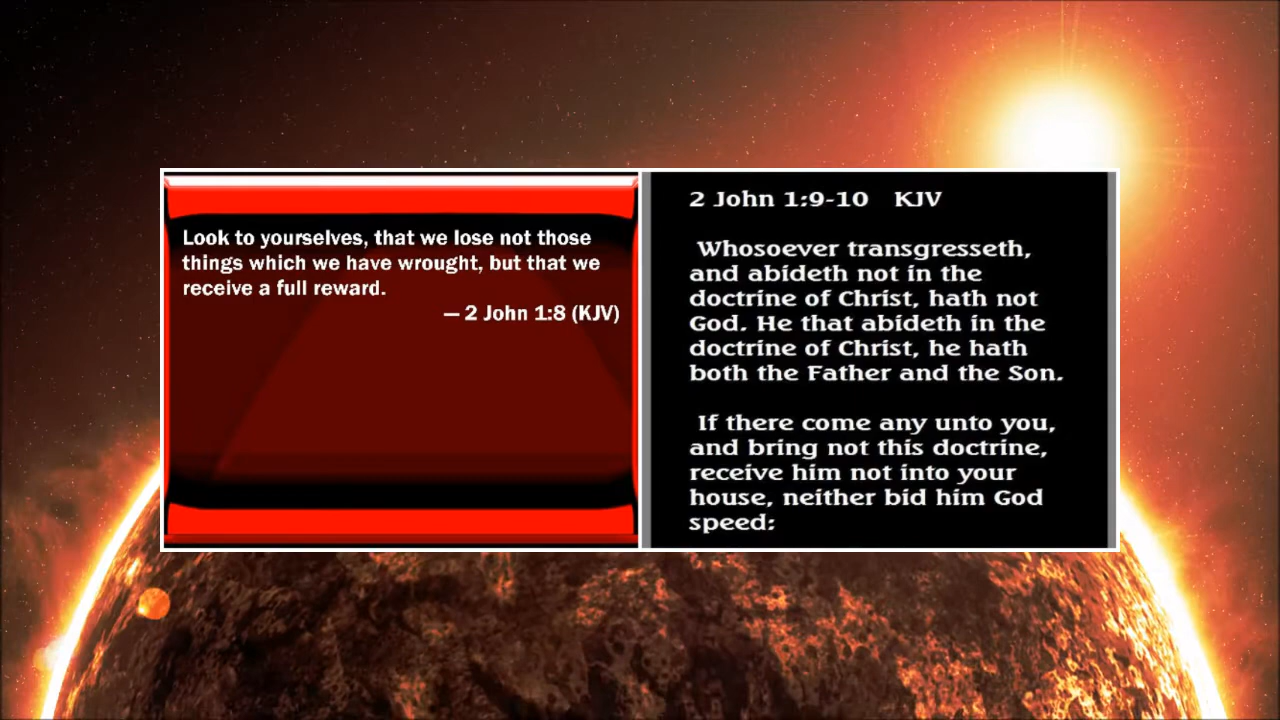 Look to yourselves, that we lose not those
things which we have wrought, but that we
receive a full reward.
— 2 John 1:8 (KJV)
2 John 1:9-10 KJV
Whosoever transgresseth,
and abideth not in the
doctrine of Christ, hath not
God. He that abideth in the
doctrine of Christ, he hath
both the Father and the Son.
If there come any unto you,
and bring not this doctrine,
receive him not into your
house, neither bid him God
speed: